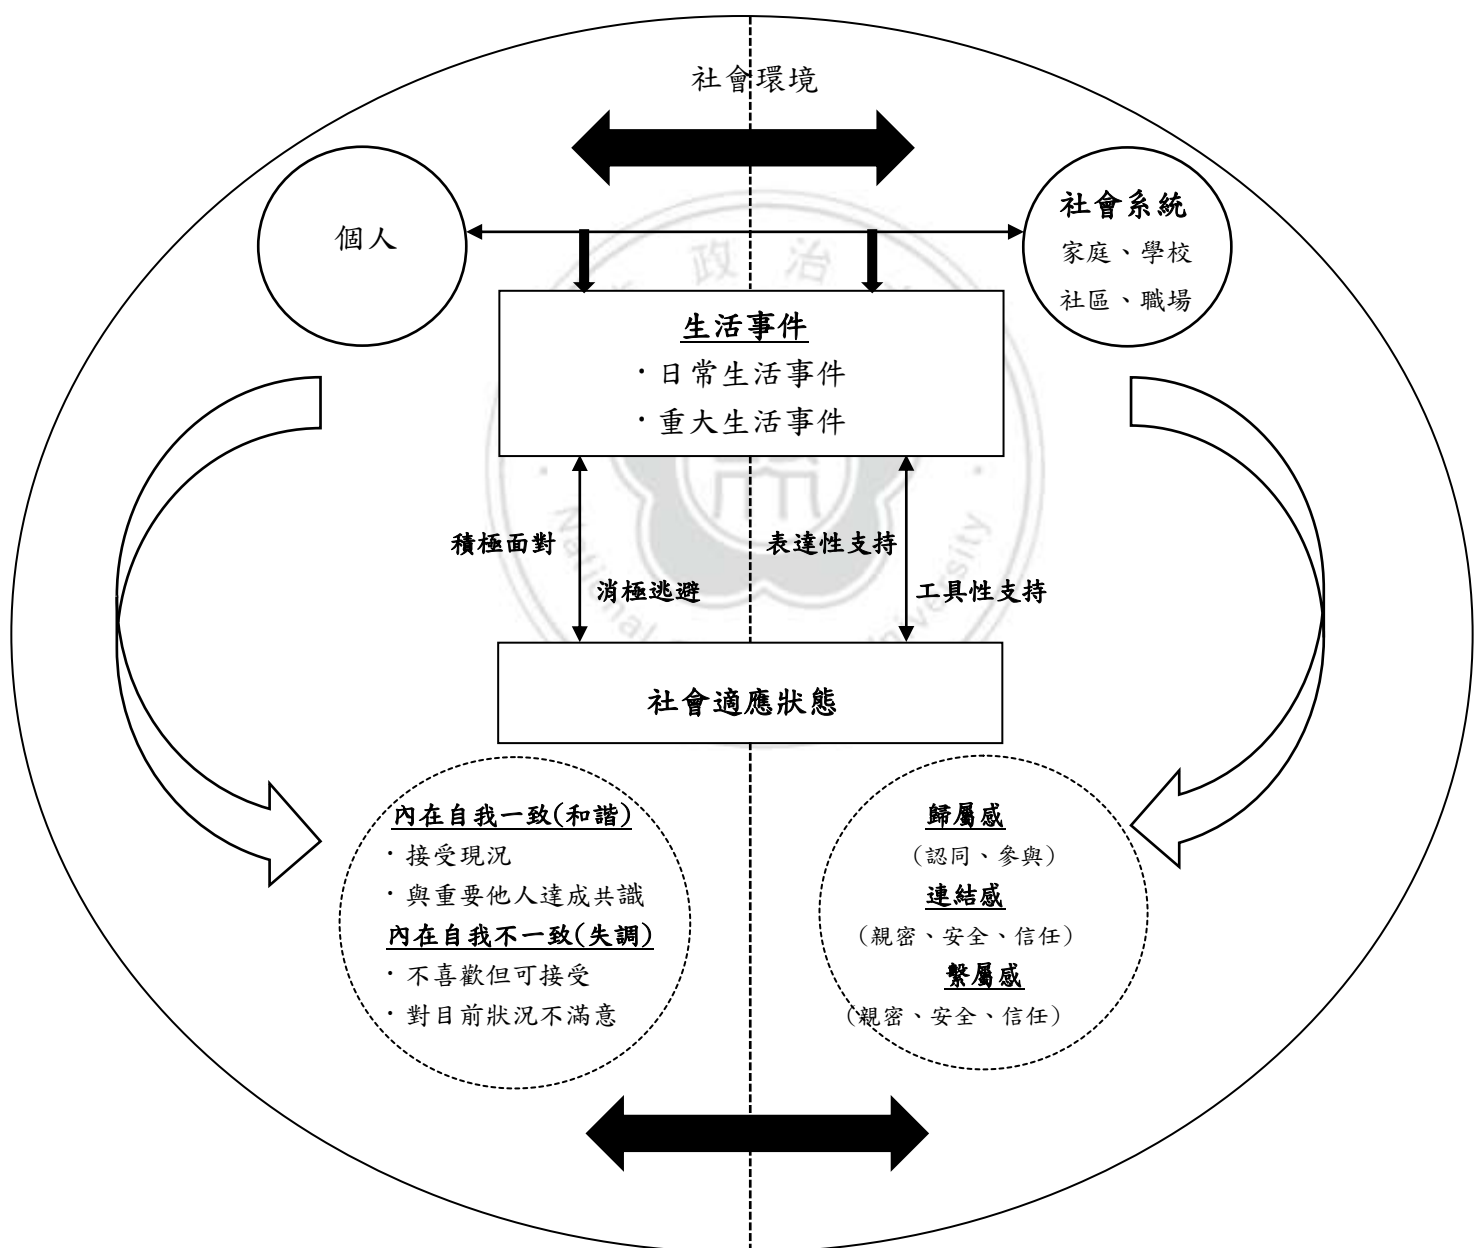 社會環境
個人
社會系統
家庭、學校
社區、職場
生活事件
·日常生活事件
·重大生活事件
積極面對
消極逃避
表達性支持
工具性支持
社會適應狀態
內在自我一致(和諧)
·接受現況
·與重要他人達成共識
內在自我不一致(失調)
·不喜歡但可接受
·對目前狀況不滿意
歸屬感
（認同、參與）
連結感
（親密、安全、信任）
繫屬感
（親密、安全、信任）
政治
National
University